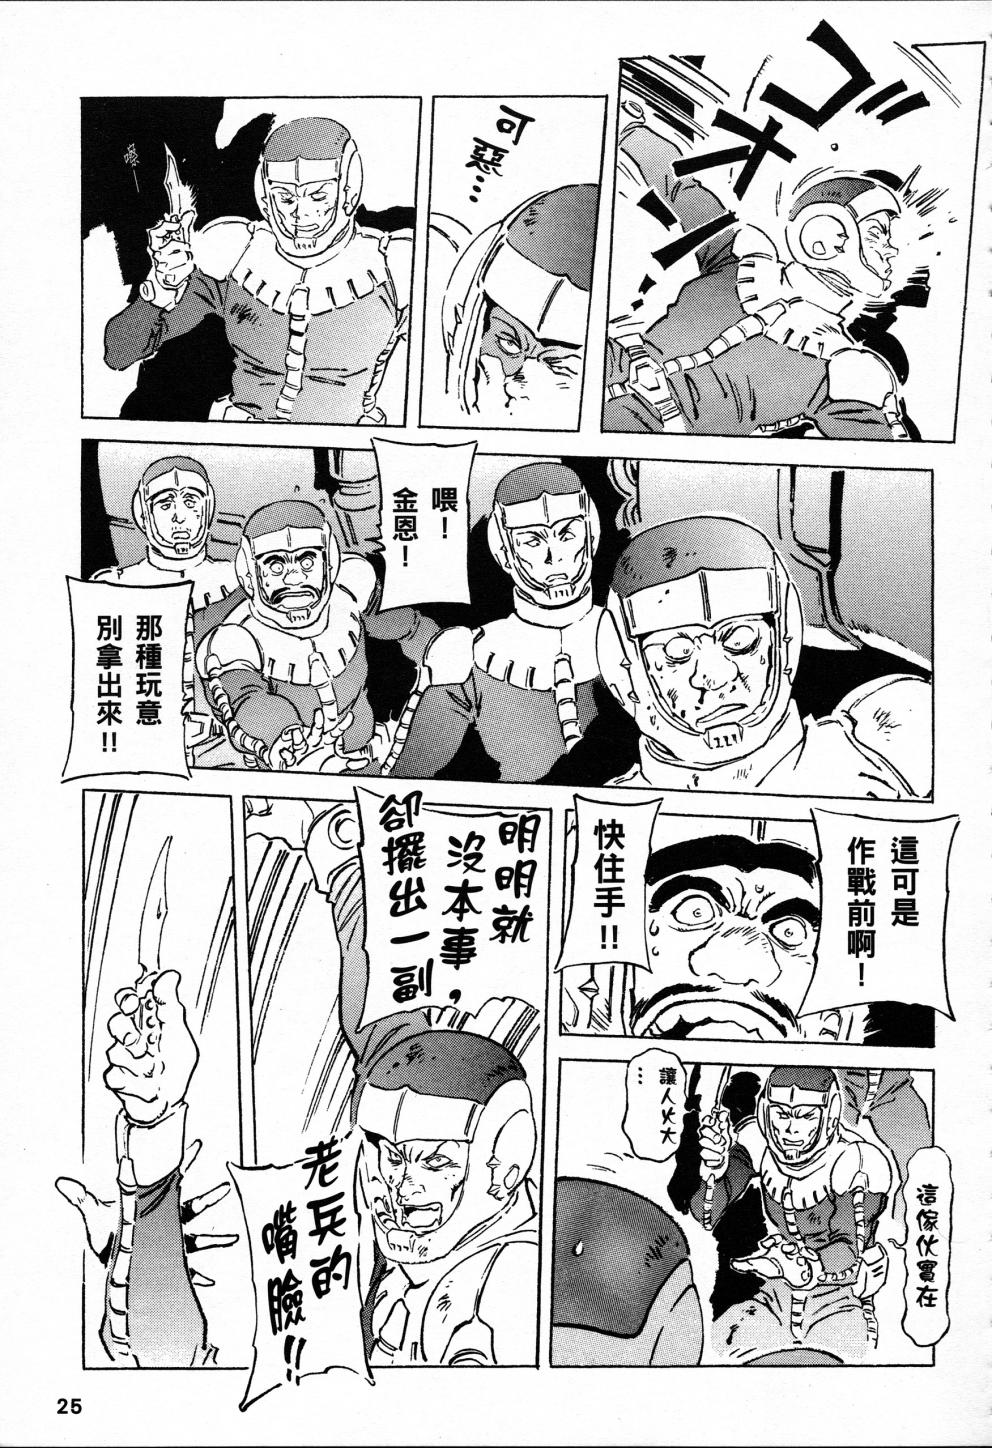 ゴオン!
可惡…
嚓—
喂!
金恩!
那種玩意
別拿出來!!
這可是
作戰前啊!
快住手!!
這傢伙實在
讓人火大
…
明明就
沒本事,
卻擺出一副
老兵的
嘴臉!!
25